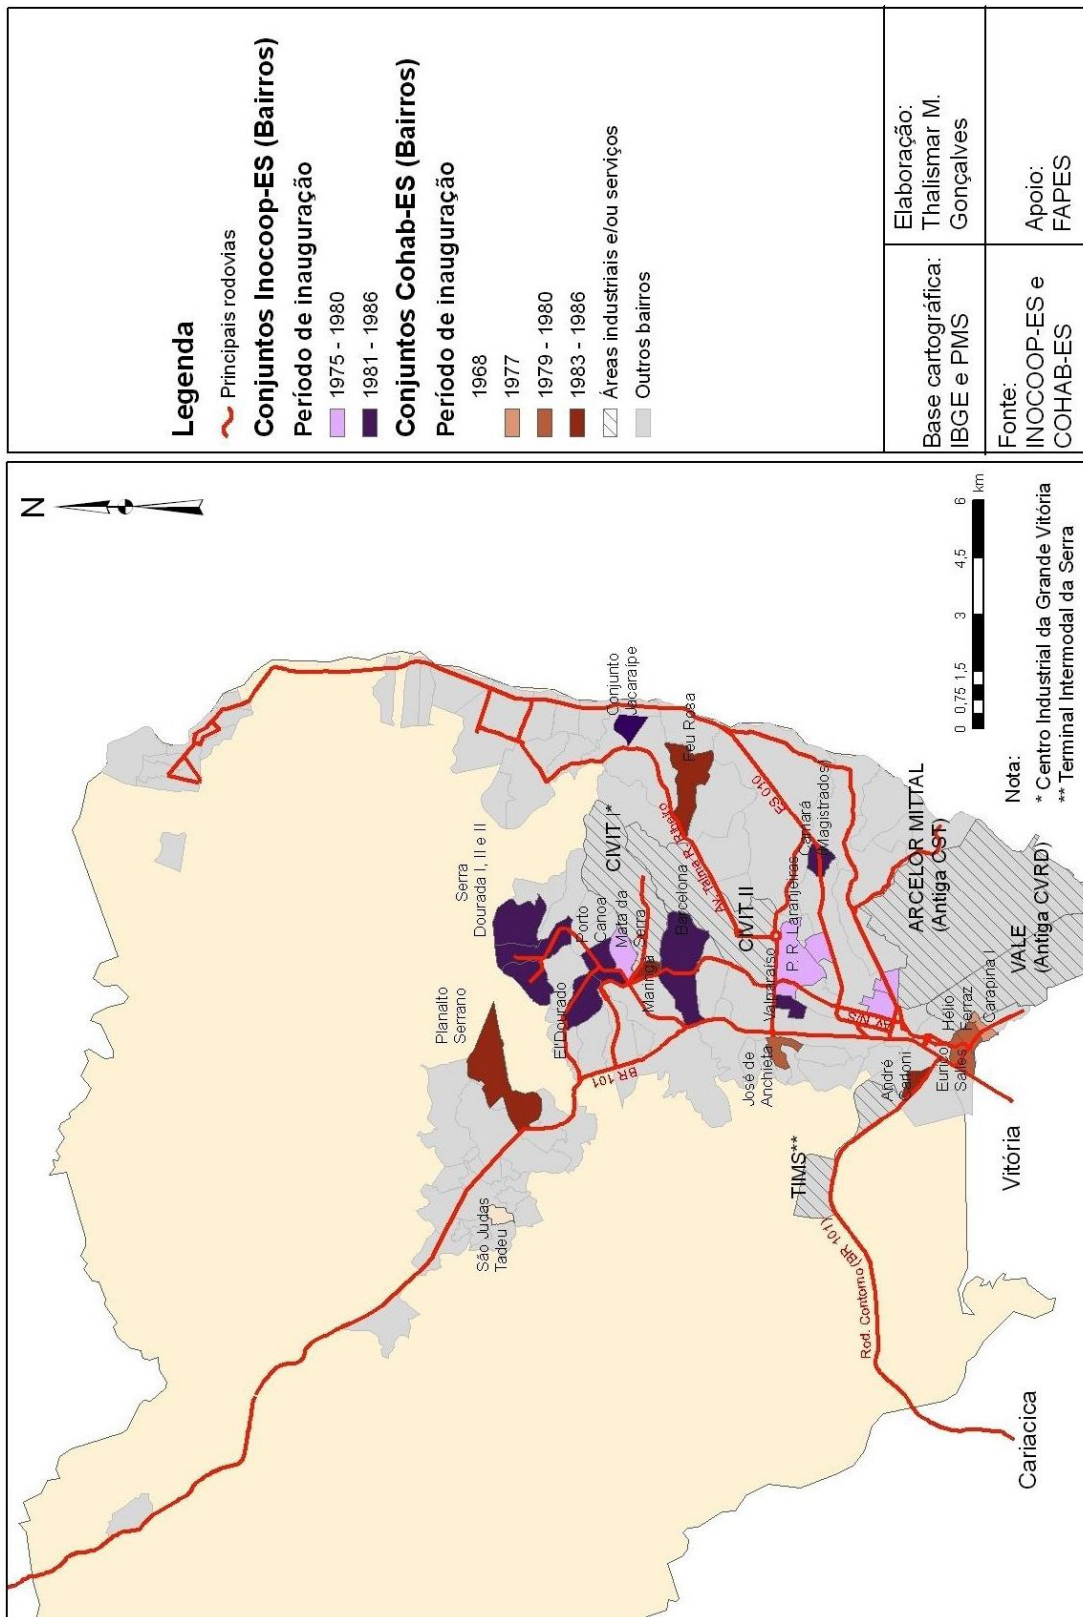 N
Serra
Dourada I, II e II
Planalto
Serrano
Porto
Canoa
CIVIT I*
Conjunto
Jacaraípe
Mata da
Serra
El'Dourado
São Judas
Tadeu
BR 101
Maringá
Barcelona
Av. Talma R. Ribeiro
Feu Rosa
CIVIT II
José de
Anchieta
Valparaíso
P. R. Laranjeiras
ES 010
Camará
(Magistrados)
TIMS**
Rod. Contorno (BR 101)
Av. N/S
André
Carloni
Eurico
Salles
Hélio
Ferraz
Carapina I
ARCELOR MITTAL
(Antiga CST)
VALE
(Antiga CVRD)
Vitória
Cariacica
0 0,75 1,5 3 4,5 6
km
Nota:
* Centro Industrial da Grande Vitória
** Terminal Intermodal da Serra
Legenda
Principais rodovias
Conjuntos Inocoop-ES (Bairros)
Período de inauguração
1975 - 1980
1981 - 1986
Conjuntos Cohab-ES (Bairros)
Período de inauguração
1968
1977
1979 - 1980
1983 - 1986
Áreas industriais e/ou serviços
Outros bairros
Base cartográfica:
IBGE e PMS
Elaboração:
Thalismar M.
Gonçalves
Fonte:
INOCOOP-ES e
COHAB-ES
Apoio:
FAPES